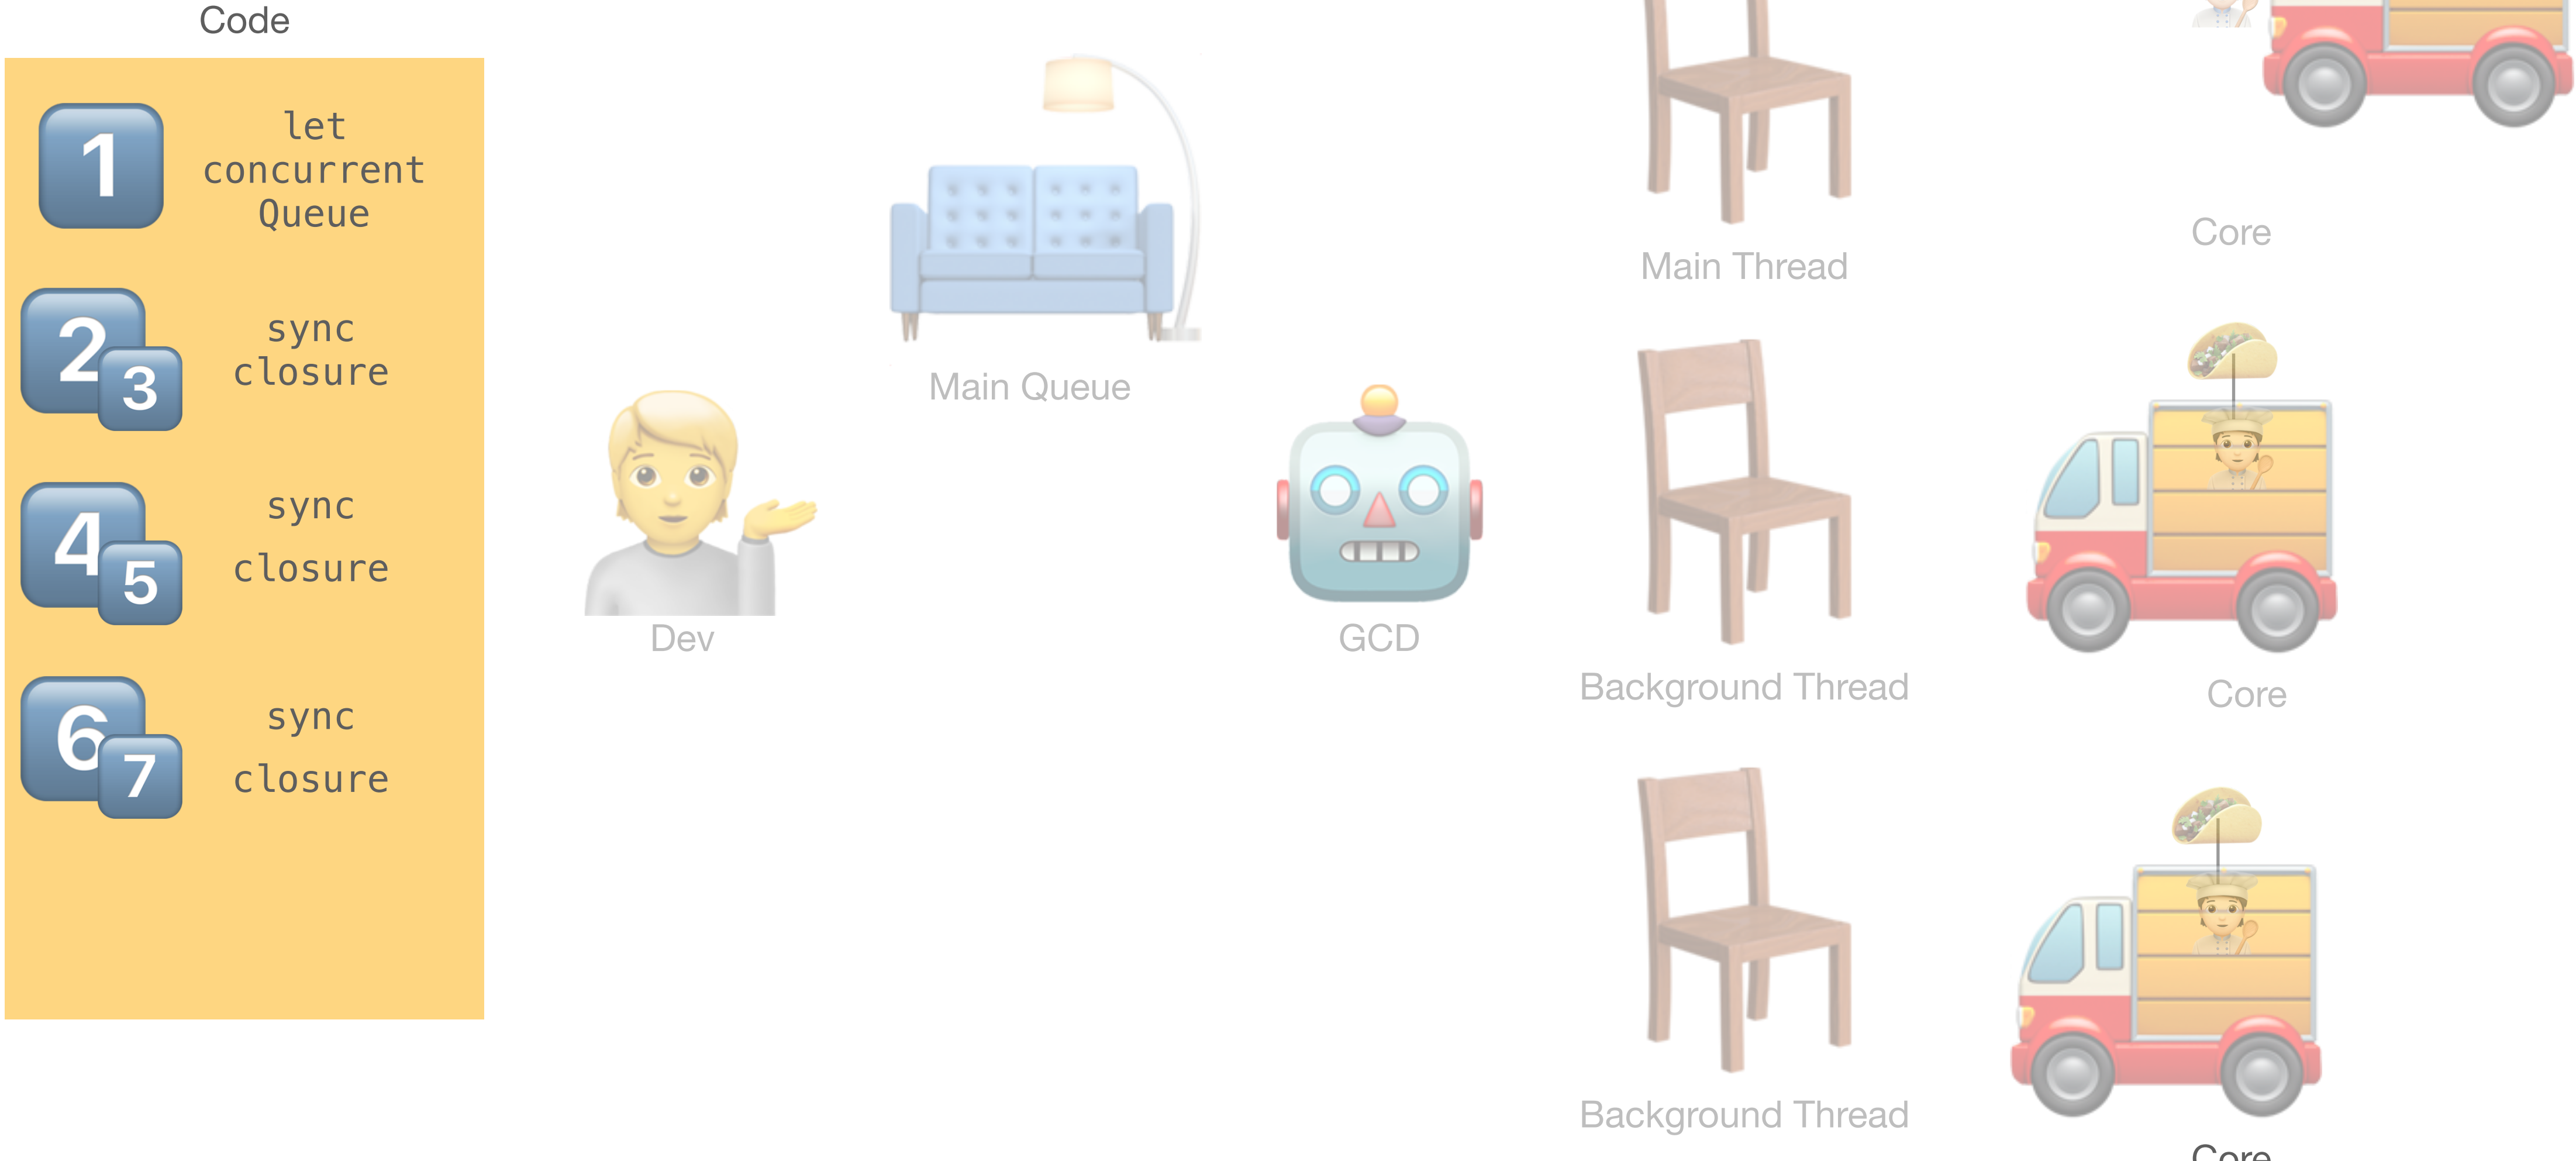 Code
1
let
concurrent
Queue
2
3
sync
closure
4
5
sync
closure
6
7
sync
closure
Dev
Main Queue
GCD
Main Thread
Background Thread
Background Thread
Core
Core
Core